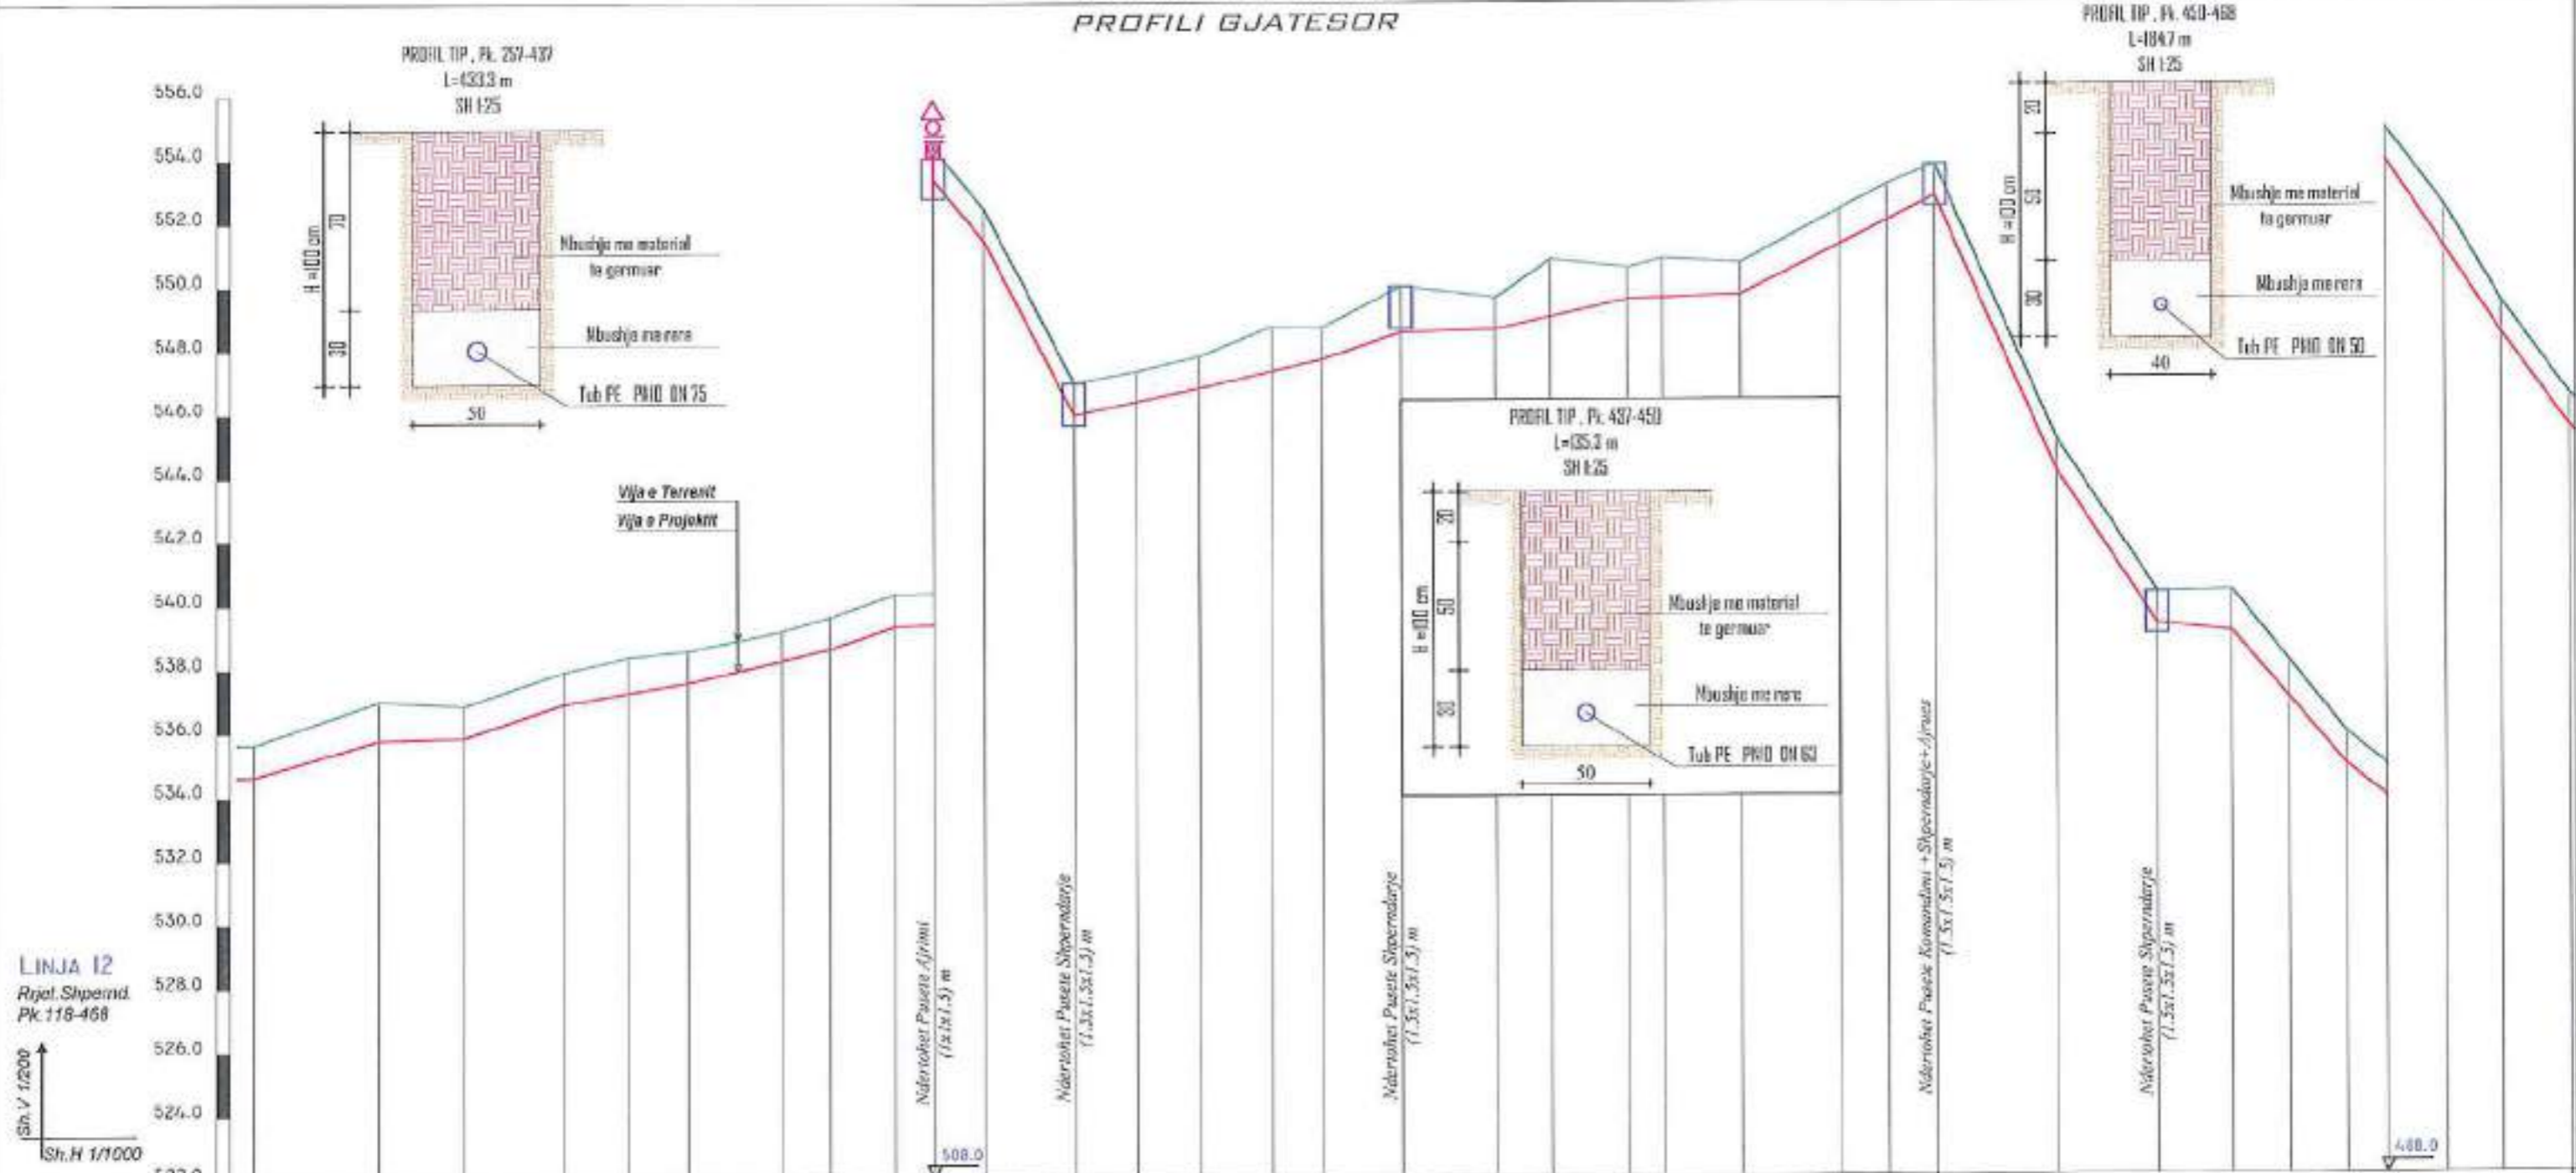 PROFILI GJATESOR
PROFIL TIP , Pk. 257-437
L=433.3 m
SH 1:25
H =100 cm
70
30
Mbushje me material
te germuar
Mbushje me rere
Tub PE PN10 DN 75
50
PROFIL TIP , Pk. 450-468
L=184.7 m
SH 1:25
H =100 cm
20
50
30
Mbushje me material
te germuar
Mbushje me rere
Tub PE PN10 DN 50
40
PROFIL TIP , Pk. 437-450
L=135.3 m
SH 1:25
H =100 cm
20
50
30
Mbushje me material
te germuar
Mbushje me rere
Tub PE PN10 DN 63
50
556.0
554.0
552.0
550.0
548.0
546.0
544.0
542.0
540.0
538.0
536.0
534.0
532.0
530.0
528.0
526.0
524.0
Vija e Terrenit
Vija e Projektit
Ndertohet Pusete Ajrimi
(1x1x1.5) m
Ndertohet Pusete Shperndarje
(1.5x1.5x1.5) m
Ndertohet Pusete Shperndarje
(1.5x1.5x1.5) m
Ndertohet Pusete Komandimi +Shperndarje+Ajrues
(1.5x1.5x1.5) m
Ndertohet Pusete Shperndarje
(1.5x1.5x1.5) m
LINJA 12
Rrjet.Shpernd.
Pk.118-468
Sh.V 1/200
Sh.H 1/1000
508.0
488.0